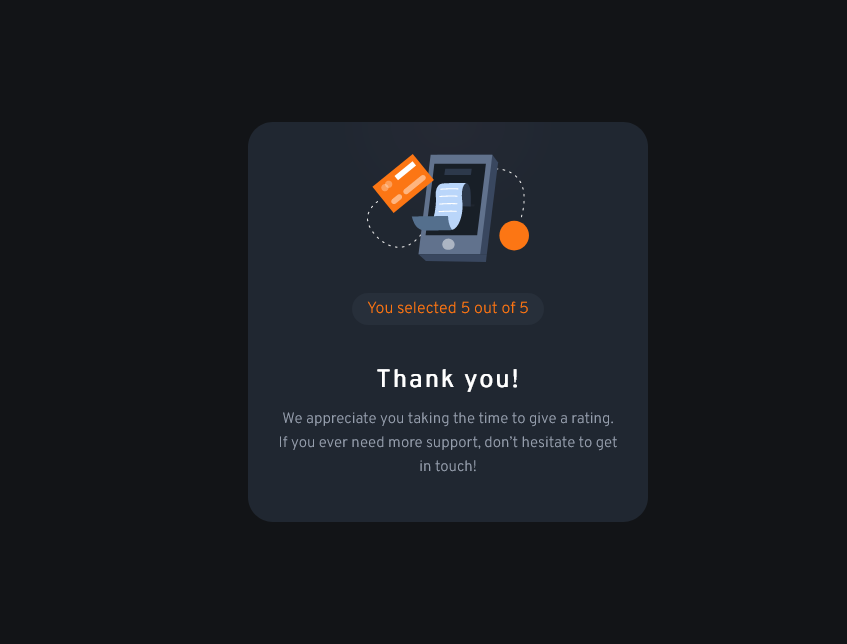 You selected 5 out of 5
Thank you!
We appreciate you taking the time to give a rating.
If you ever need more support, don’t hesitate to get
in touch!